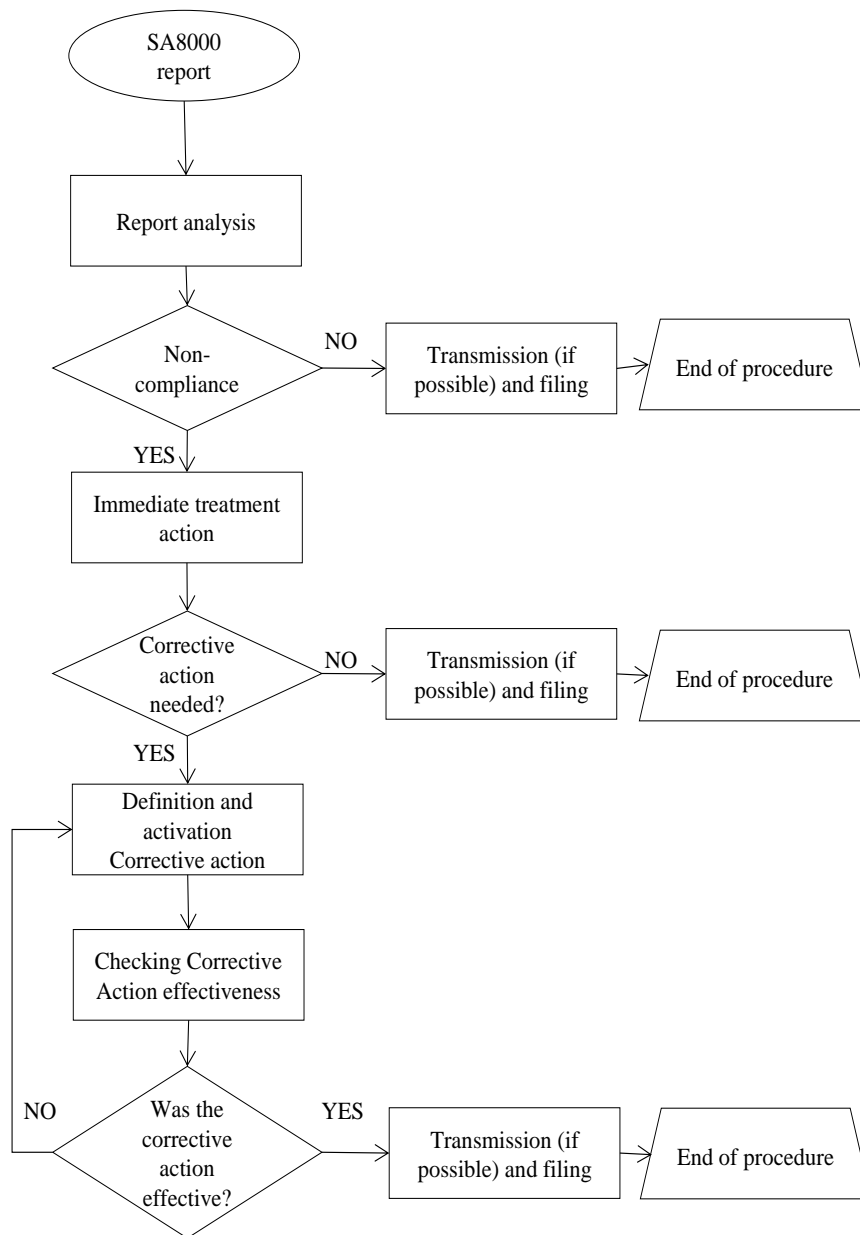 SA8000
report
Report analysis
Non-
compliance
NO
Transmission (if
possible) and filing
End of procedure
YES
Immediate treatment
action
Corrective
action
needed?
NO
Transmission (if
possible) and filing
End of procedure
YES
Definition and
activation
Corrective action
Checking Corrective
Action effectiveness
NO
Was the
corrective
action
effective?
YES
Transmission (if
possible) and filing
End of procedure